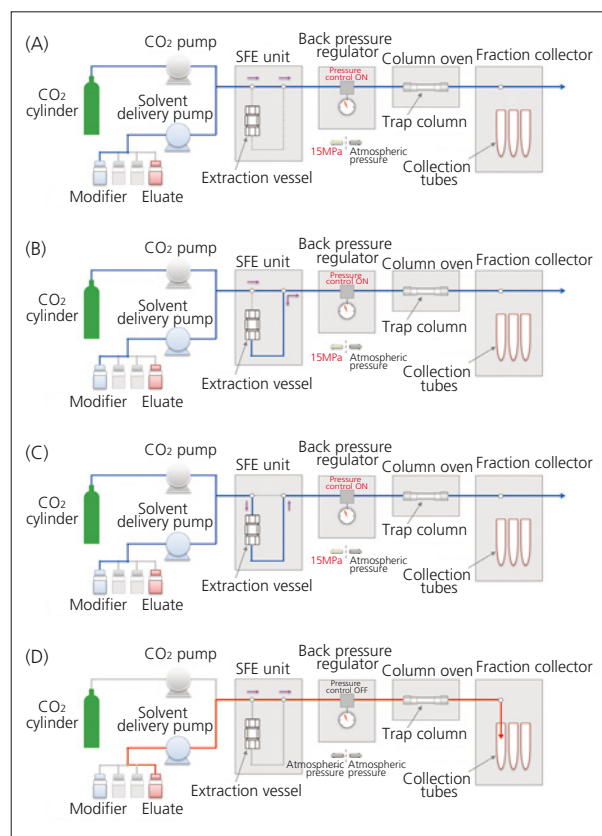 (A)
CO2 pump
SFE unit
Back pressure
regulator
Column oven
Fraction collector
Pressure
control ON
CO2
cylinder
Solvent
delivery pump
Trap column
15MPa
Atmospheric
pressure
Extraction vessel
Collection
tubes
Modifier
Eluate
(B)
CO2 pump
SFE unit
Back pressure
regulator
Column oven
Fraction collector
Pressure
control ON
CO2
cylinder
Solvent
delivery pump
Trap column
15MPa
Atmospheric
pressure
Extraction vessel
Collection
tubes
Modifier
Eluate
(C)
CO2 pump
SFE unit
Back pressure
regulator
Column oven
Fraction collector
Pressure
control ON
CO2
cylinder
Solvent
delivery pump
Trap column
15MPa
Atmospheric
pressure
Extraction vessel
Collection
tubes
Modifier
Eluate
(D)
CO2 pump
SFE unit
Back pressure
regulator
Column oven
Fraction collector
Pressure
control OFF
CO2
cylinder
Solvent
delivery pump
Trap column
Atmospheric
pressure
Atmospheric
pressure
Extraction vessel
Collection
tubes
Modifier
Eluate